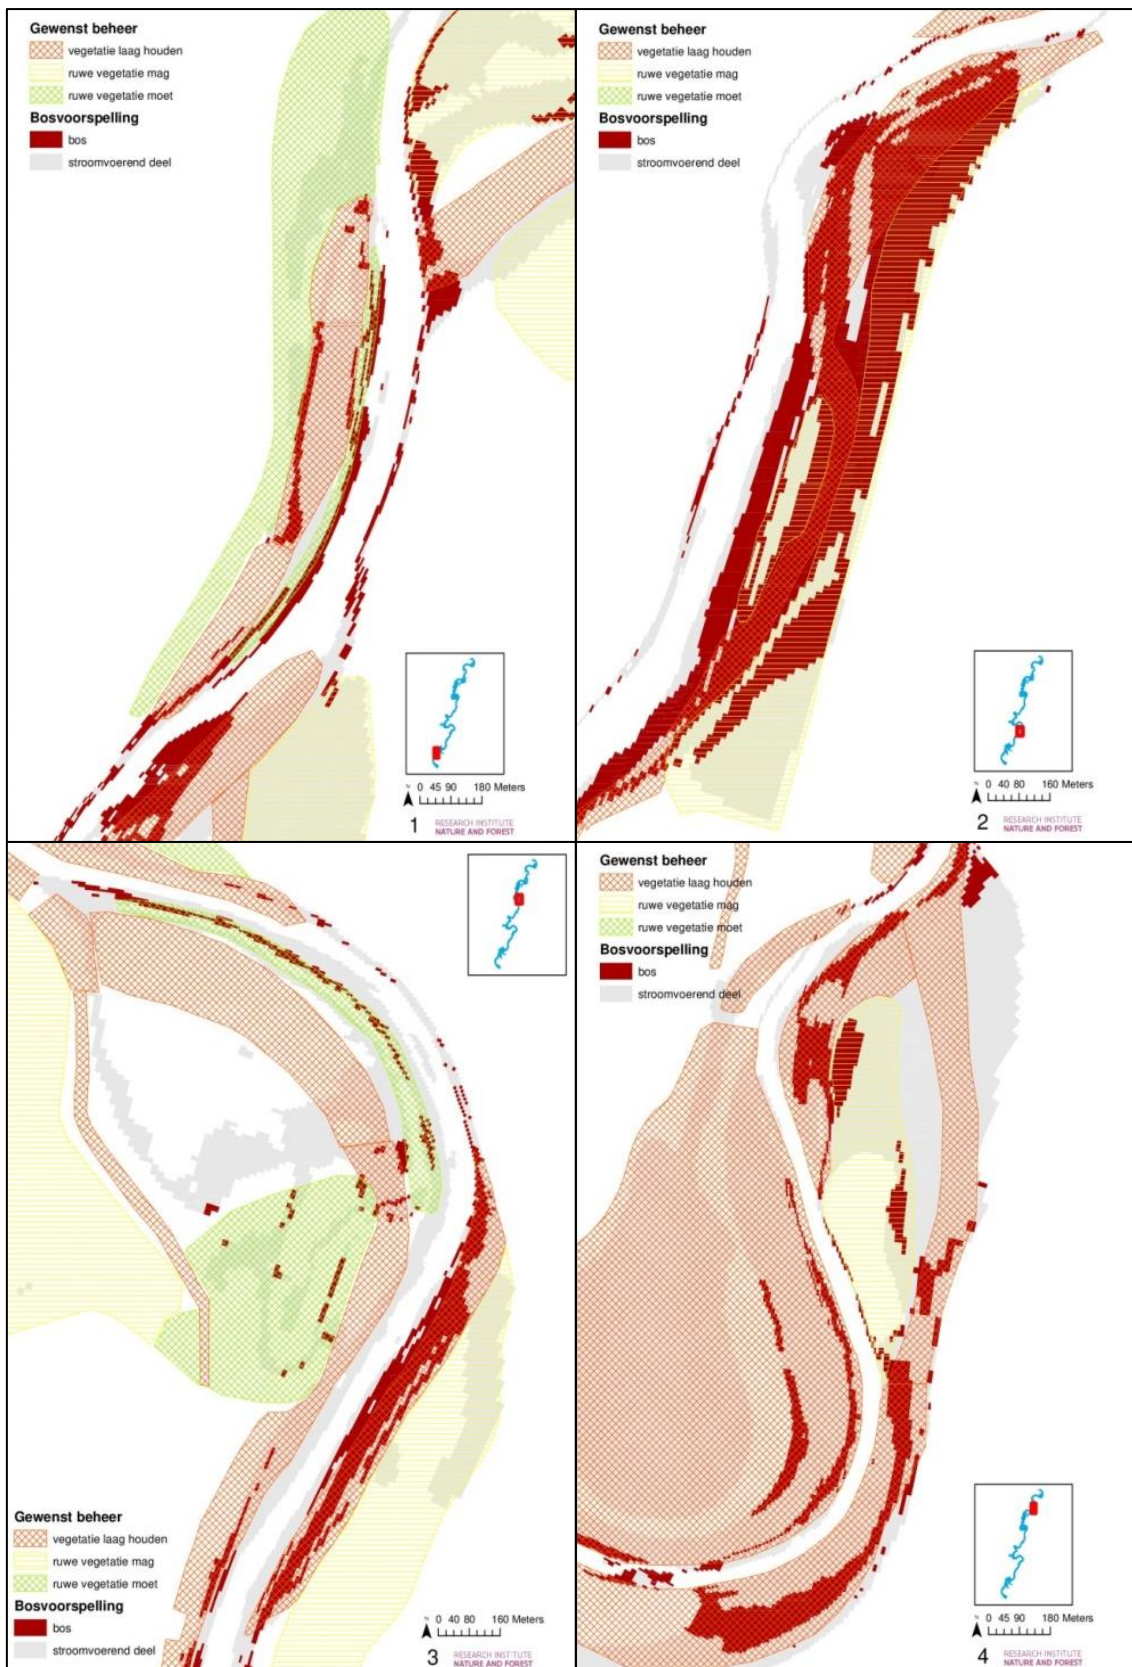 Gewenst beheer
vegetatie laag houden
ruwe vegetatie mag
ruwe vegetatie moet
Bosvoorspelling
bos
stroomvoerend deel
N 0 45 90 180 Meters
1 RESEARCH INSTITUTE
NATURE AND FOREST
Gewenst beheer
vegetatie laag houden
ruwe vegetatie mag
ruwe vegetatie moet
Bosvoorspelling
bos
stroomvoerend deel
N 0 40 80 160 Meters
2 RESEARCH INSTITUTE
NATURE AND FOREST
Gewenst beheer
vegetatie laag houden
ruwe vegetatie mag
ruwe vegetatie moet
Bosvoorspelling
bos
stroomvoerend deel
N 0 40 80 160 Meters
3 RESEARCH INSTITUTE
NATURE AND FOREST
Gewenst beheer
vegetatie laag houden
ruwe vegetatie mag
ruwe vegetatie moet
Bosvoorspelling
bos
stroomvoerend deel
N 0 45 90 180 Meters
4 RESEARCH INSTITUTE
NATURE AND FOREST